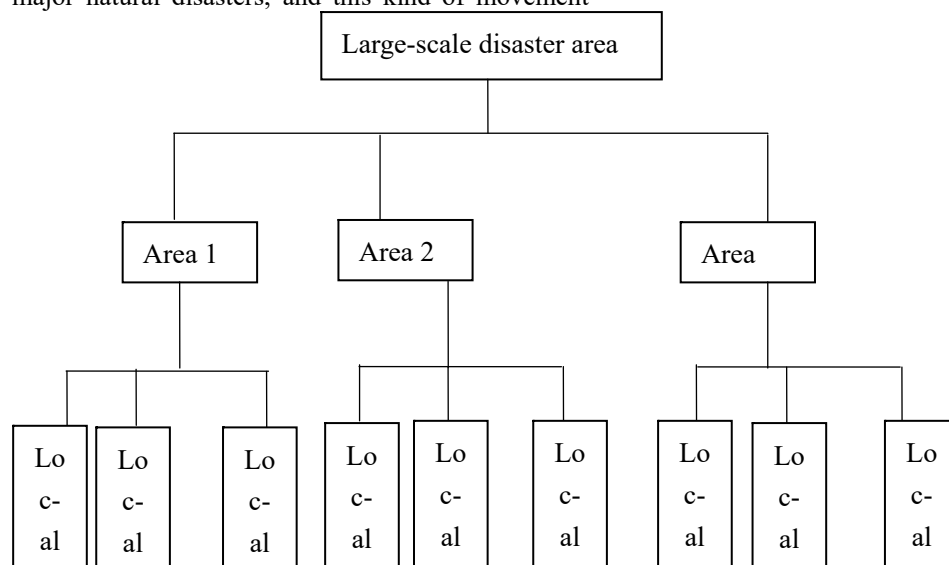 major natural disasters, and this kind of movement
Large-scale disaster area
Area 1
Area 2
Area
Lo
c-
al
Lo
c-
al
Lo
c-
al
Lo
c-
al
Lo
c-
al
Lo
c-
al
Lo
c-
al
Lo
c-
al
Lo
c-
al